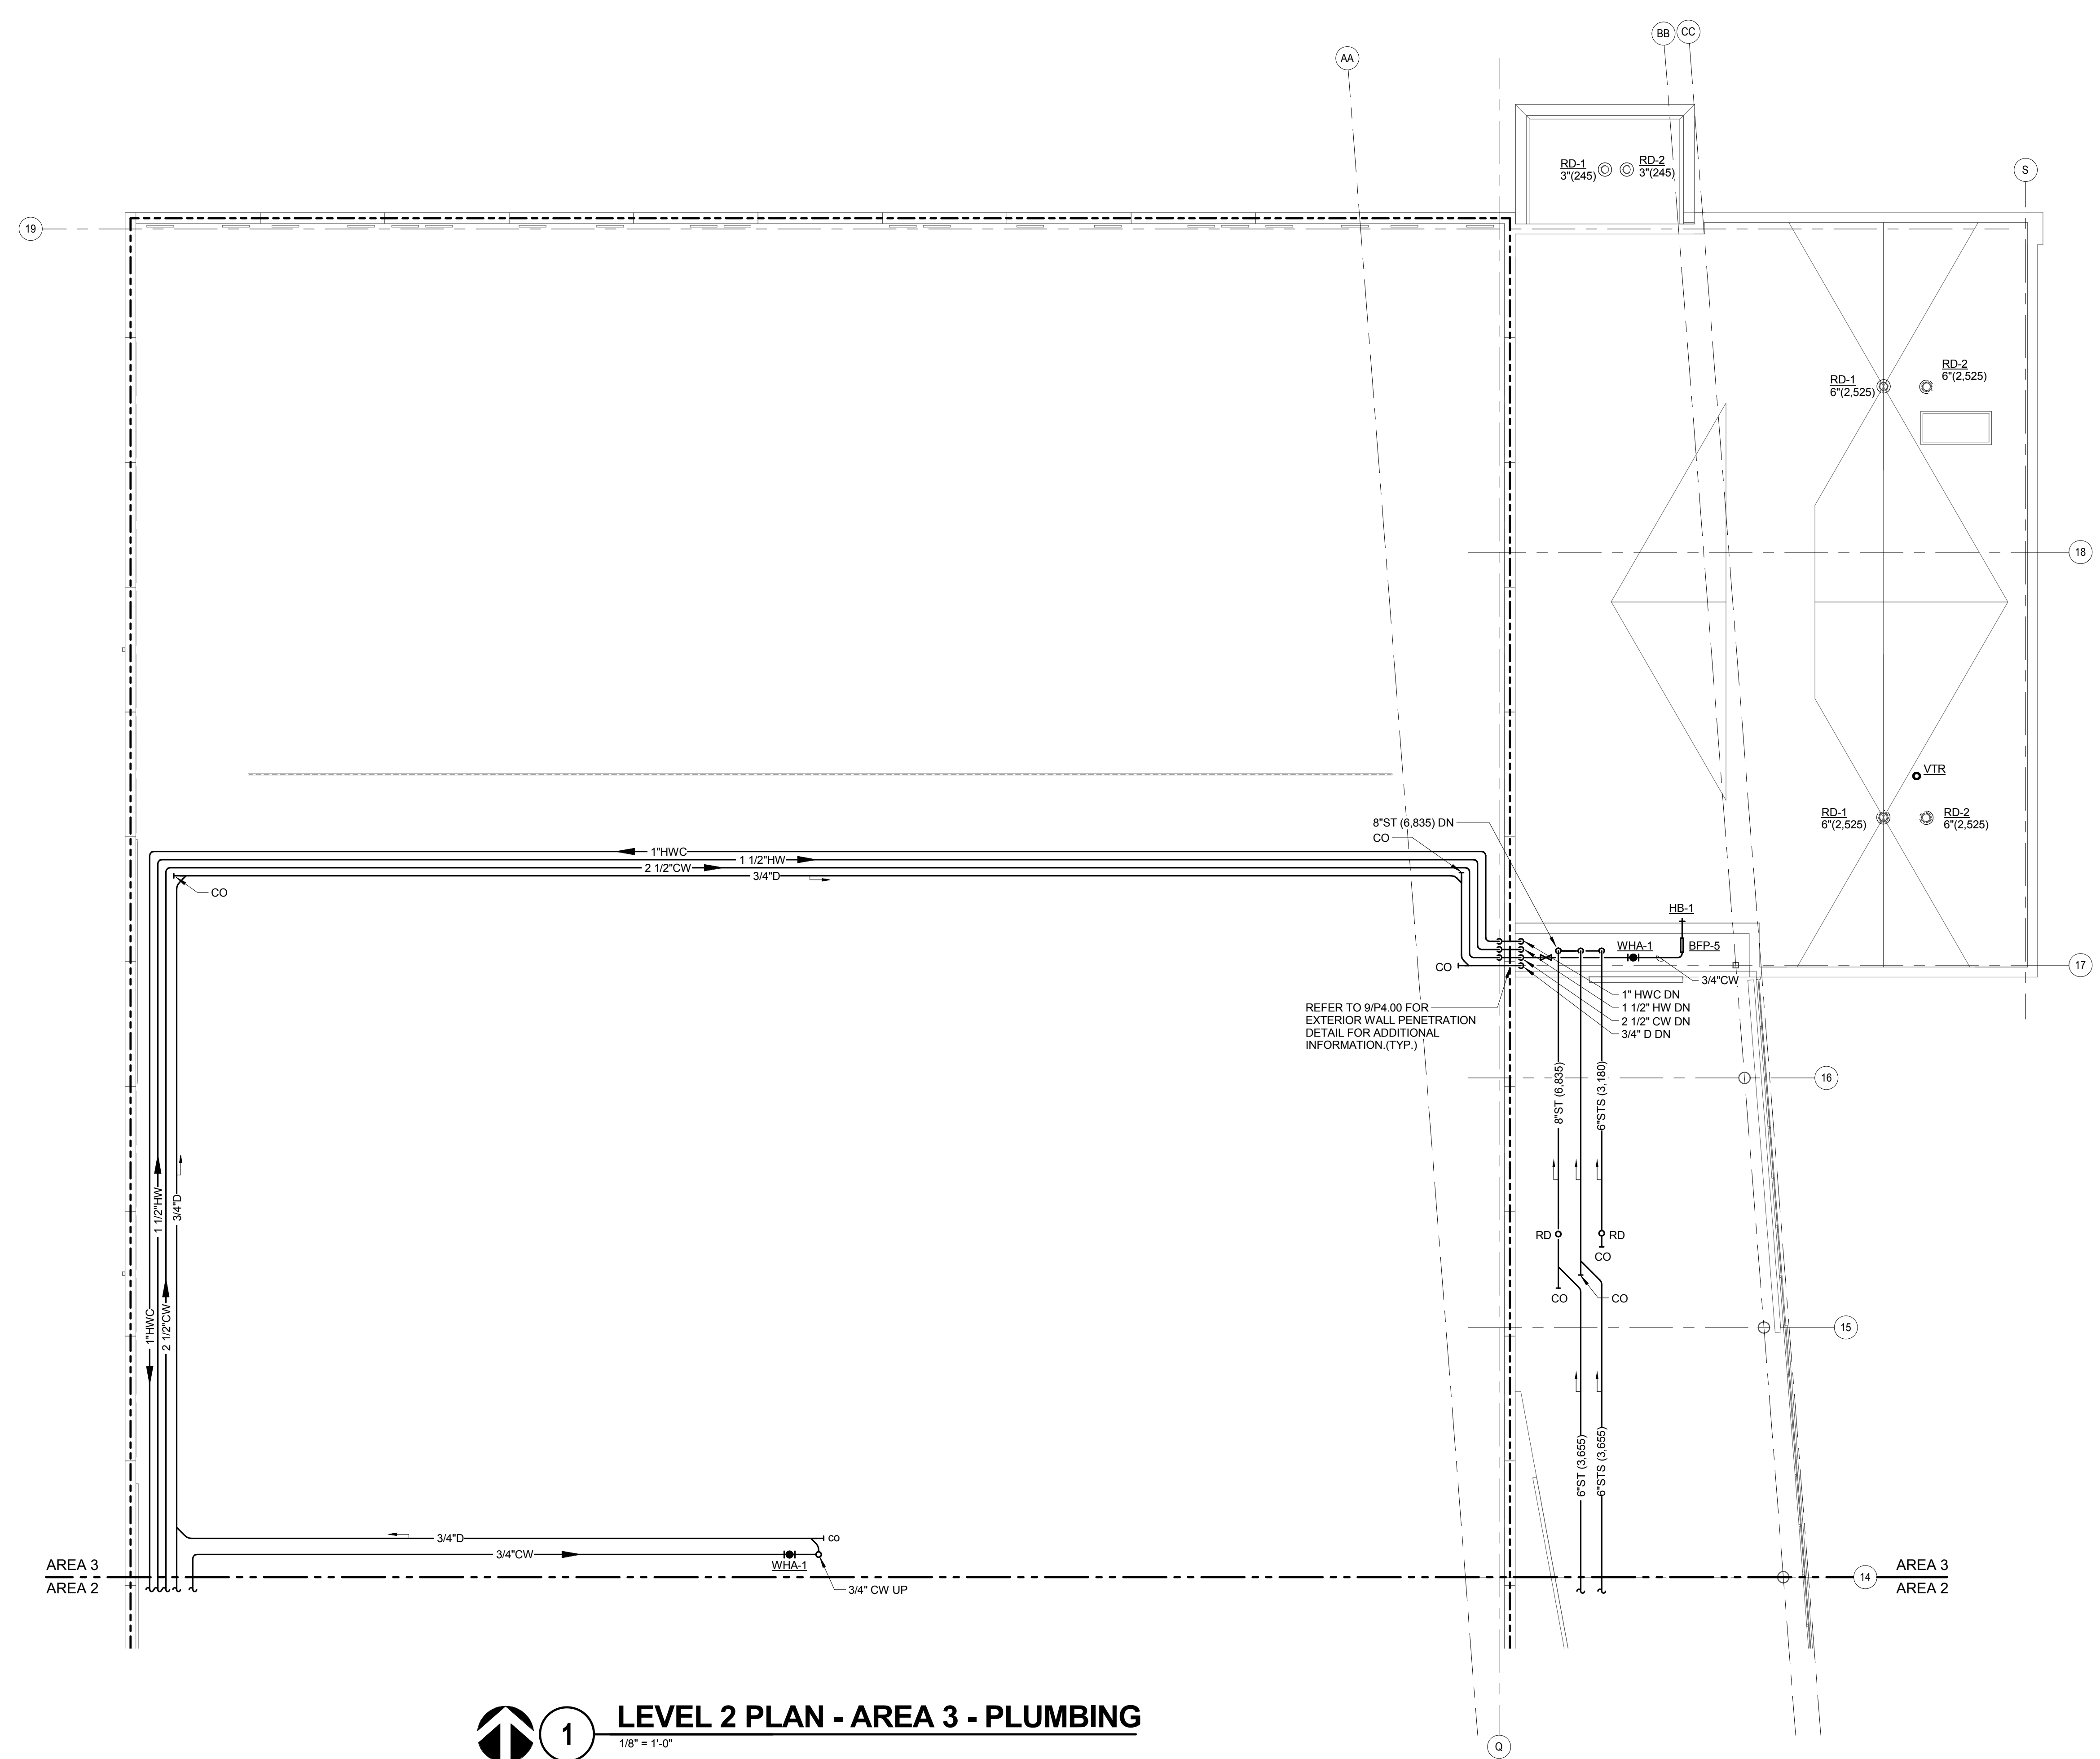 BB
CC
AA
RD-1
3"(245)
RD-2
3"(245)
S
19
RD-2
6"(2,525)
RD-1
6"(2,525)
18
VTR
RD-1
6"(2,525)
RD-2
6"(2,525)
8"ST (6,835) DN
CO
1"HWC
1 1/2"HW
2 1/2"CW
3/4"D
CO
HB-1
WHA-1
BFP-5
CO
17
3/4"CW
1" HWC DN
1 1/2" HW DN
2 1/2" CW DN
3/4" D DN
REFER TO 9/P4.00 FOR
EXTERIOR WALL PENETRATION
DETAIL FOR ADDITIONAL
INFORMATION.(TYP.)
8"ST (6,835)
6"STS (3,180)
16
1 1/2"HW
3/4"D
RD
RD
CO
CO
CO
1"HWC
2 1/2"CW
15
6"ST (3,655)
6"STS (3,655)
3/4"D
CO
3/4"CW
WHA-1
3/4" CW UP
AREA 3
AREA 2
14
AREA 3
AREA 2
1
LEVEL 2 PLAN - AREA 3 - PLUMBING
1/8" = 1'-0"
Q